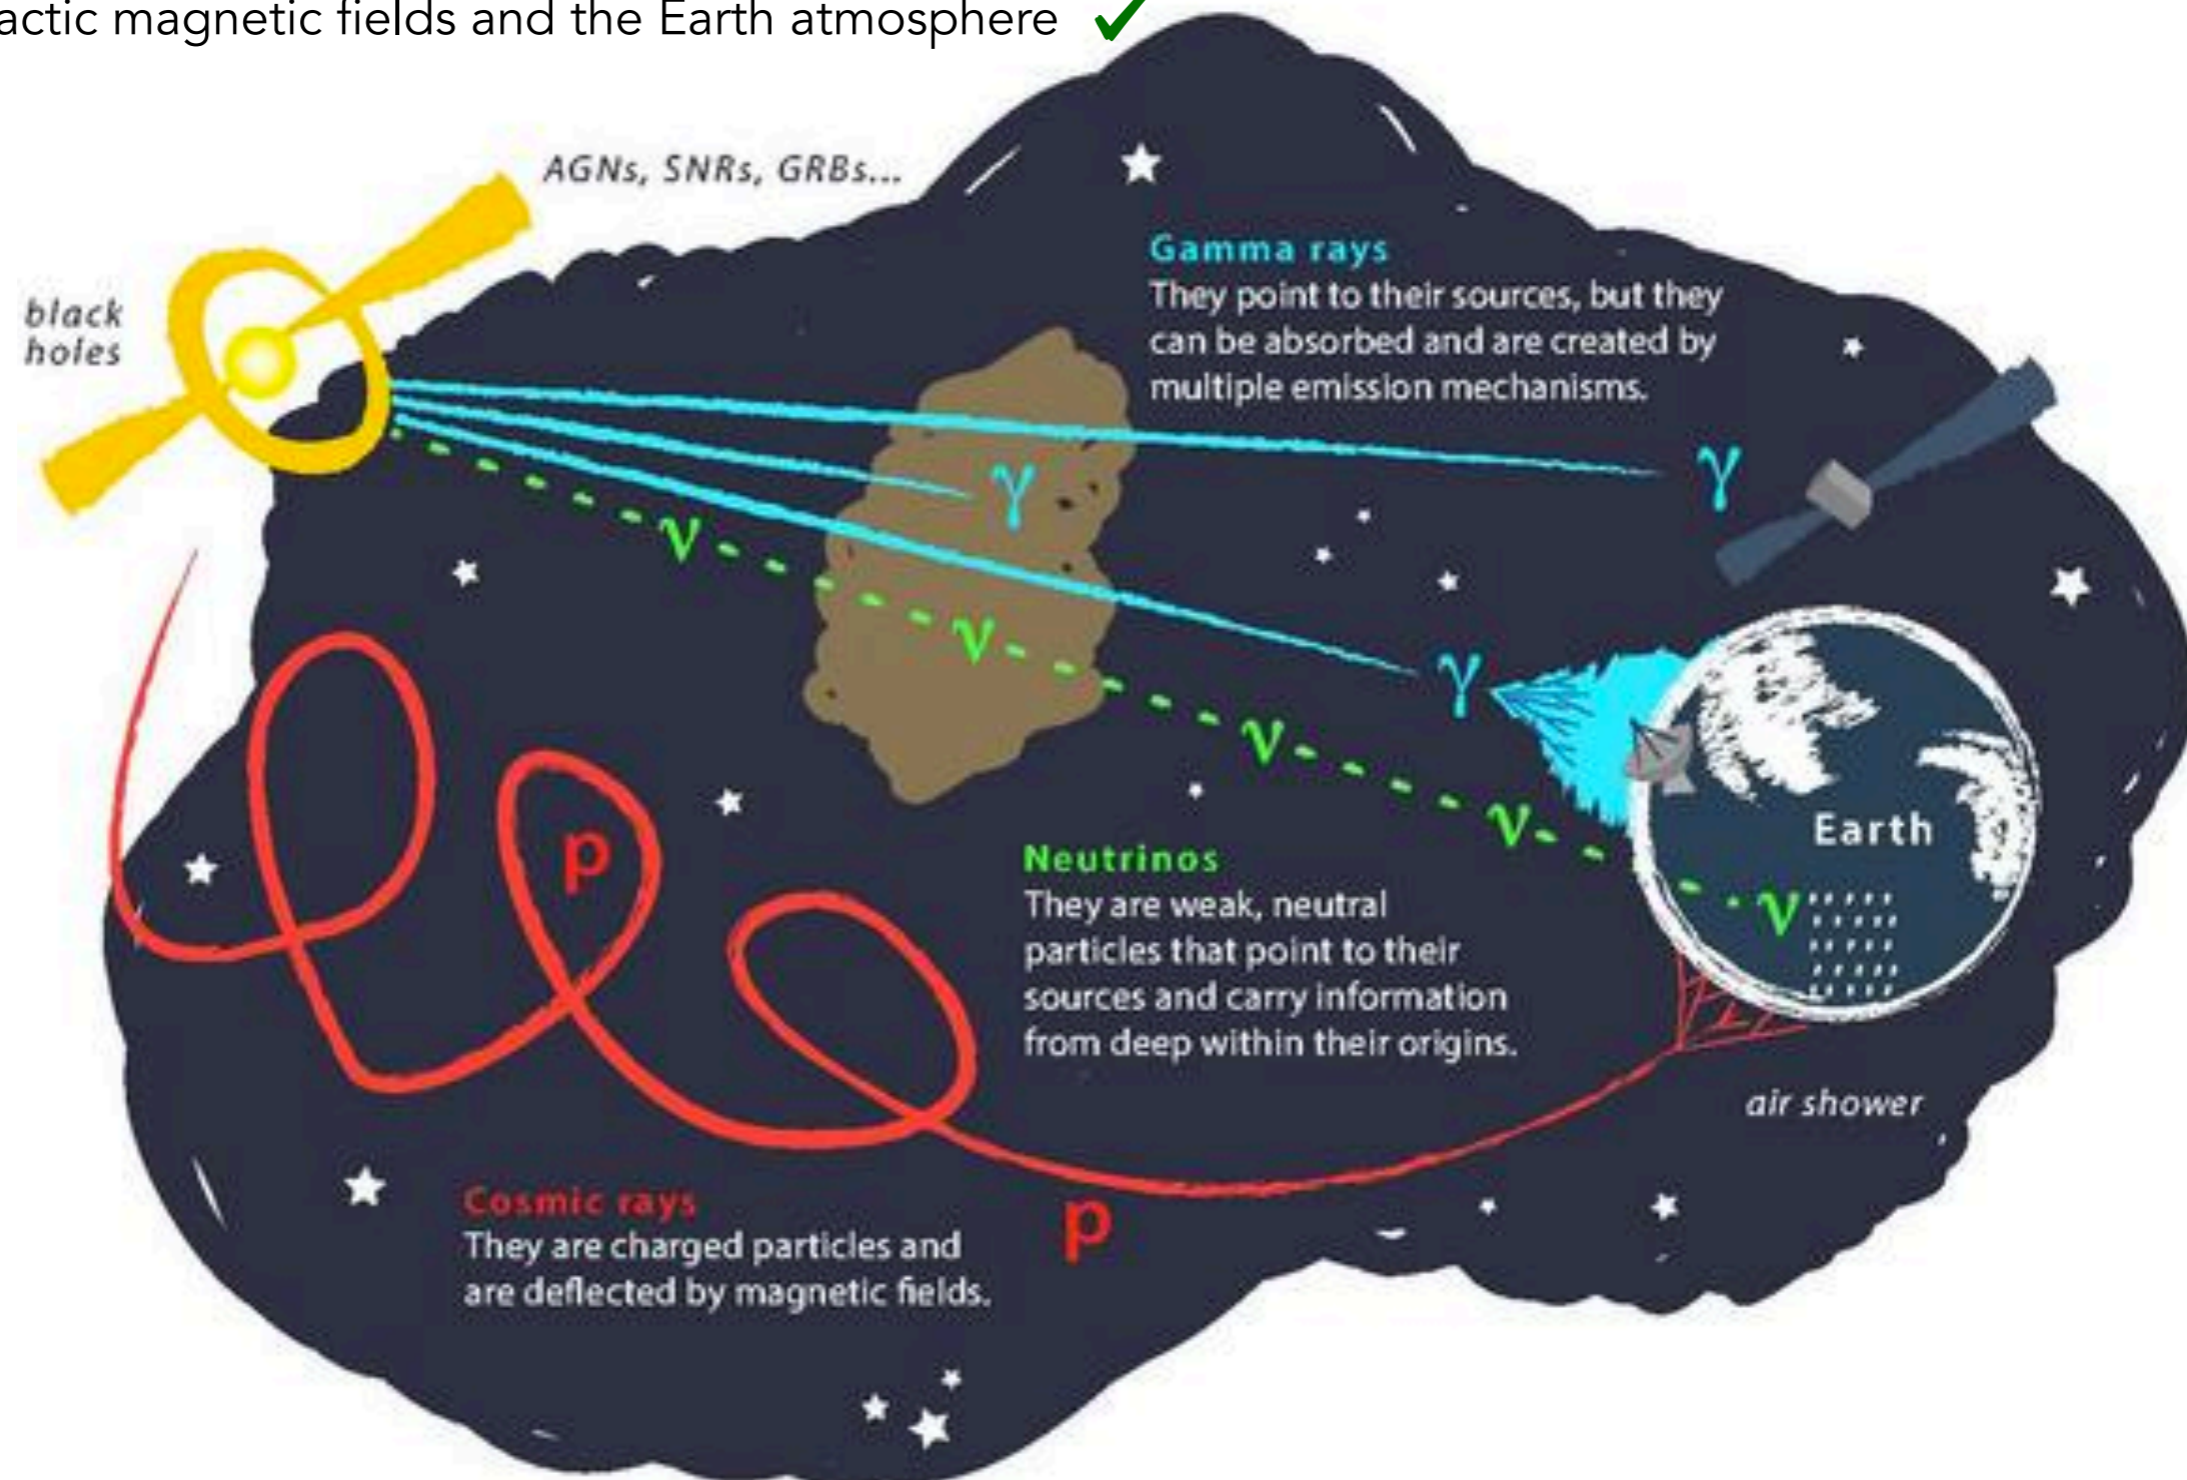 actic magnetic fields and the Earth atmosphere ✓
AGNs, SNRs, GRBs...
black
holes
Gamma rays
They point to their sources, but they
can be absorbed and are created by
multiple emission mechanisms.
γ
γ
ν
ν
γ
ν
ν
Earth
ν
p
Neutrinos
They are weak, neutral
particles that point to their
sources and carry information
from deep within their origins.
air shower
Cosmic rays
They are charged particles and
are deflected by magnetic fields.
p